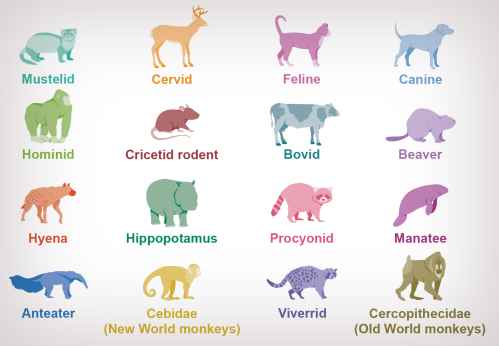 Mustelid
Cervid
Feline
Canine
Hominid
Cricetid rodent
Bovid
Beaver
Hyena
Hippopotamus
Procyonid
Manatee
Anteater
Cebidae
(New World monkeys)
Viverrid
Cercopithecidae
(Old World monkeys)